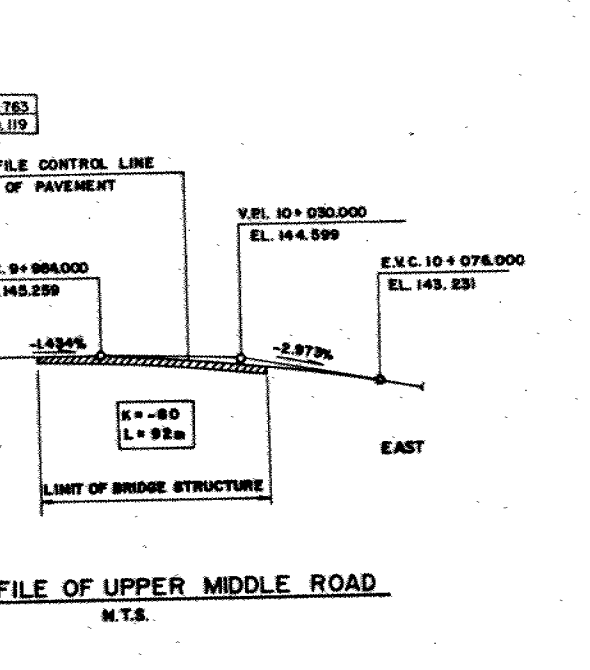 .763
.119
FILE CONTROL LINE
OF PAVEMENT
V.P.I. 10+030.000
EL. 144.599
E.V.C. 10+076.000
EL. 143.231
C. 9+984.000
145.259
-1.434%
-2.973%
K = -60
L = 92m
EAST
LIMIT OF BRIDGE STRUCTURE
FILE OF UPPER MIDDLE ROAD
N.T.S.